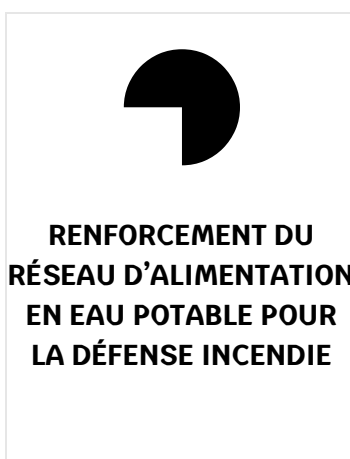 RENFORCEMENT DU
RÉSEAU D’ALIMENTATION
EN EAU POTABLE POUR
LA DÉFENSE INCENDIE